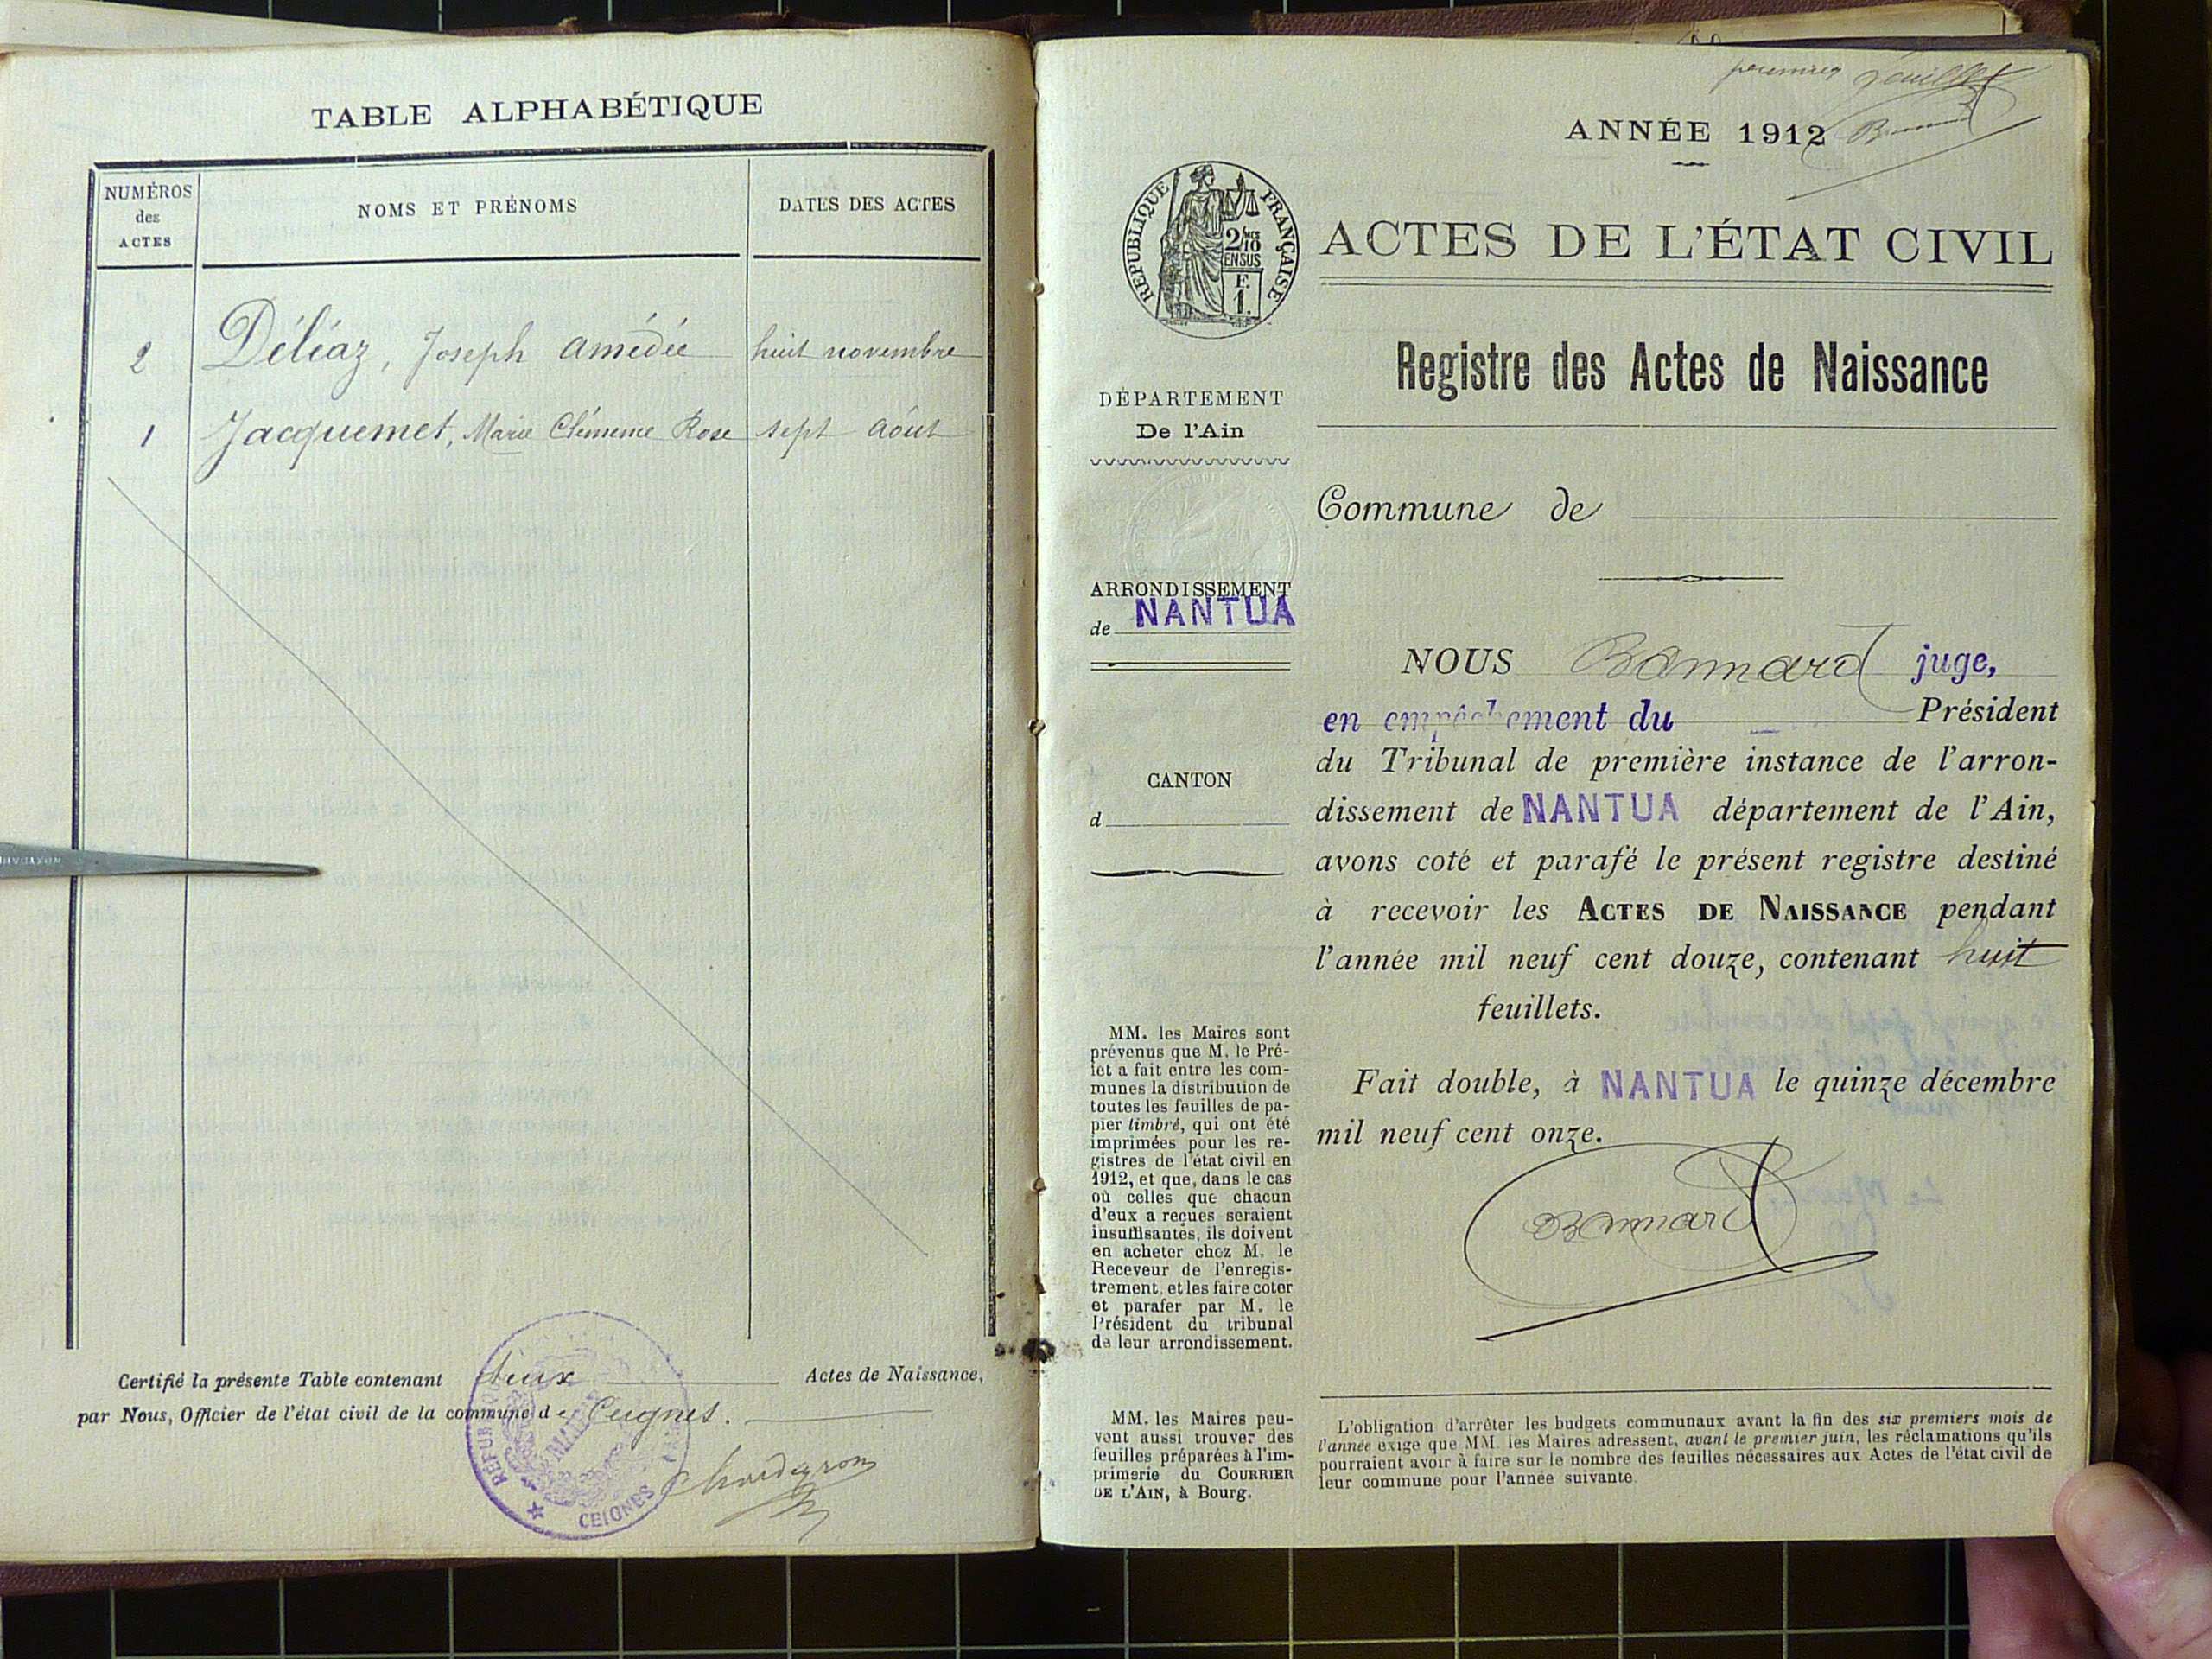 TABLE ALPHABÉTIQUE
NUMÉROS
des
ACTES
NOMS ET PRÉNOMS
DATES DES ACTES
2 Déléaz, Joseph Amédée huit novembre
1 Jacquemet, Marie Clémence Rose sept Août
Certifié la présente Table contenant deux Actes de Naissance,
par Nous, Officier de l'état civil de la commune de Ceignes.
MAIRIE
CEIGNES
premier feuillet
ANNÉE 1912
RÉPUBLIQUE FRANÇAISE
2/10
EN SUS
F.
1.
ACTES DE L'ÉTAT CIVIL
Registre des Actes de Naissance
DÉPARTEMENT
De l'Ain
Commune de
ARRONDISSEMENT
de NANTUA
CANTON
d
MM. les Maires sont
prévenus que M. le Pré-
fet a fait entre les com-
munes la distribution de
toutes les feuilles de pa-
pier timbré, qui ont été
imprimées pour les re-
gistres de l'état civil en
1912, et que, dans le cas
où celles que chacun
d'eux a reçues seraient
insuffisantes, ils doivent
en acheter chez M. le
Receveur de l'enregis-
trement, et les faire coter
et parafer par M. le
Président du tribunal
de leur arrondissement.
MM. les Maires peu-
vent aussi trouver des
feuilles préparées à l'im-
primerie du COURRIER
DE L'AIN, à Bourg.
NOUS Bonnard juge,
en empêchement du Président
du Tribunal de première instance de l'arron-
dissement de NANTUA département de l'Ain,
avons coté et parafé le présent registre destiné
à recevoir les ACTES DE NAISSANCE pendant
l'année mil neuf cent douze, contenant huit
feuillets.
Fait double, à NANTUA le quinze décembre
mil neuf cent onze.
Bonnard
L'obligation d'arrêter les budgets communaux avant la fin des six premiers mois de
l'année exige que MM. les Maires adressent, avant le premier juin, les réclamations qu'ils
pourraient avoir à faire sur le nombre des feuilles nécessaires aux Actes de l'état civil de
leur commune pour l'année suivante.